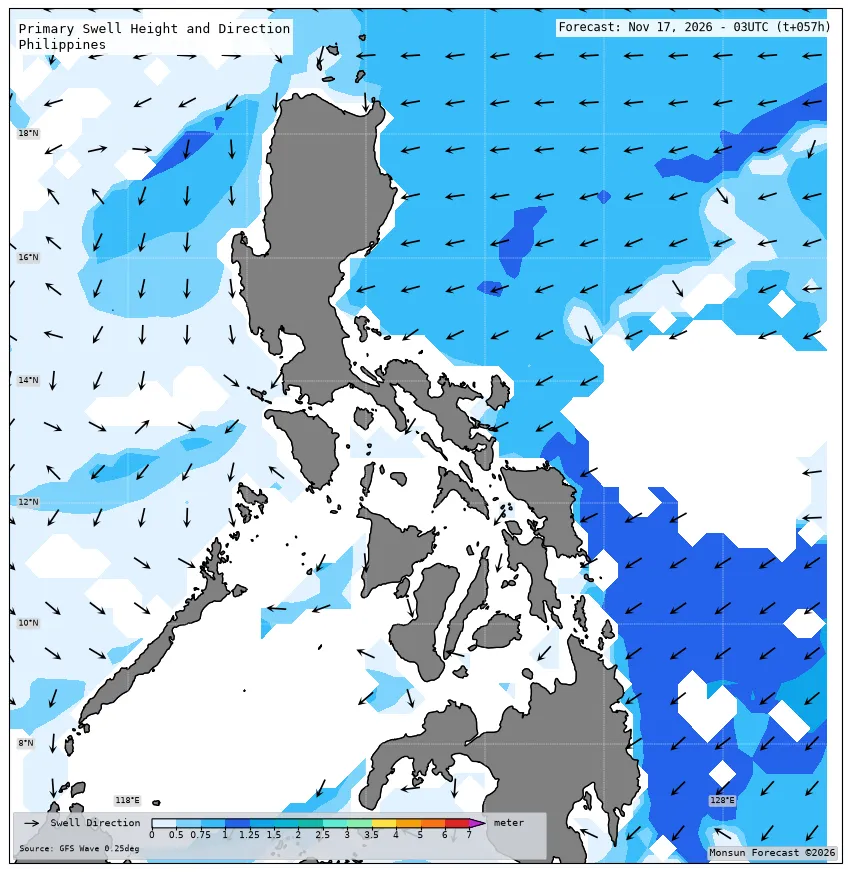 Primary Swell Height and Direction
Philippines
Forecast: Nov 17, 2026 - 03UTC (t+057h)
18°N
16°N
14°N
12°N
10°N
8°N
118°E
128°E
Swell Direction
0 0.5 0.75 1 1.25 1.5 2 2.5 3 3.5 4 5 6 7
meter
Source: GFS Wave 0.25deg
Monsun Forecast ©2026